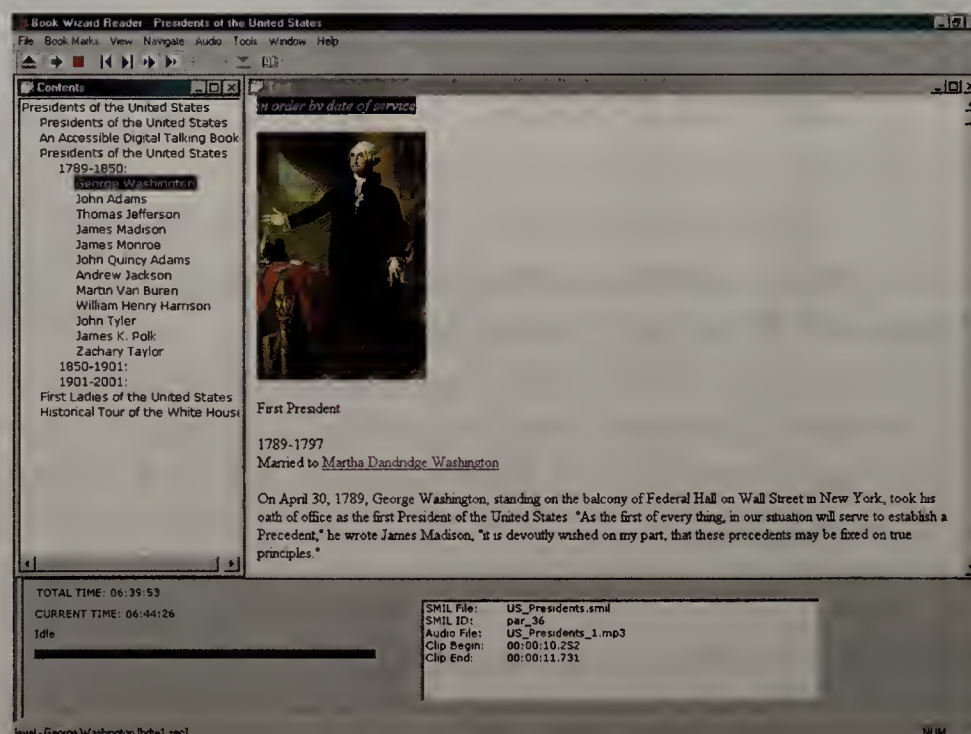 Book Wizard Reader - Presidents of the United States
File Book Marks View Navigate Audio Tools Window Help
Contents
Presidents of the United States
Presidents of the United States
An Accessible Digital Talking Book
Presidents of the United States
1789-1850:
George Washington
John Adams
Thomas Jefferson
James Madison
James Monroe
John Quincy Adams
Andrew Jackson
Martin Van Buren
William Henry Harrison
John Tyler
James K. Polk
Zachary Taylor
1850-1901:
1901-2001:
First Ladies of the United States
Historical Tour of the White House
in order by date of service
First President
1789-1797
Married to Martha Dandridge Washington
On April 30, 1789, George Washington, standing on the balcony of Federal Hall on Wall Street in New York, took his
oath of office as the first President of the United States "As the first of every thing, in our situation will serve to establish a
Precedent," he wrote James Madison, "it is devoutly wished on my part, that these precedents may be fixed on true
principles."
TOTAL TIME: 06:39:53
CURRENT TIME: 06:44:26
Idle
SMIL File: US_Presidents.smil
SMIL ID: par_36
Audio File: US_Presidents_1.mp3
Clip Begin: 00:00:10.252
Clip End: 00:00:11.731
level - George Washington
NUM